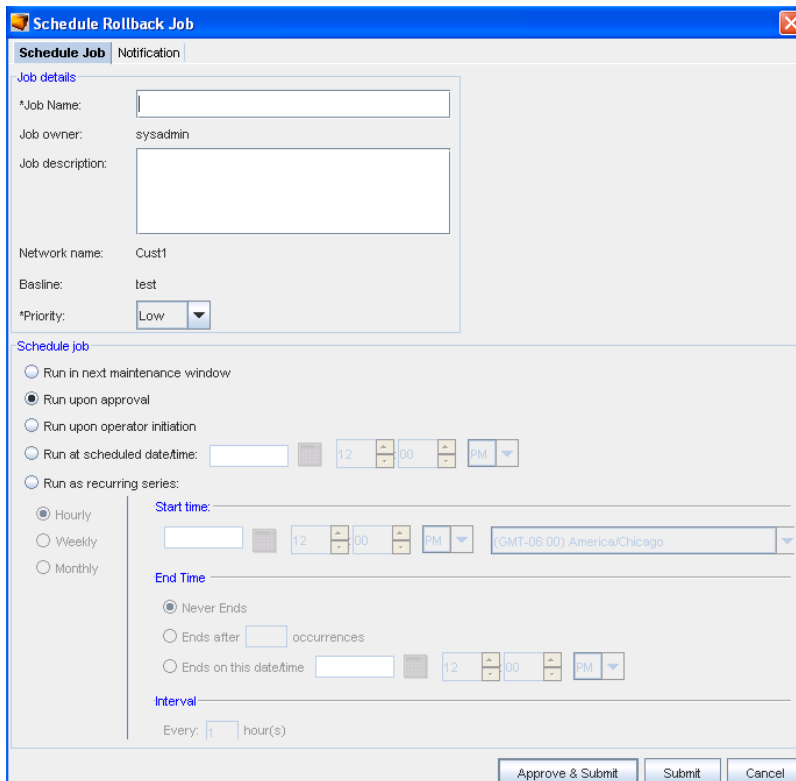 Schedule Rollback Job
Schedule Job Notification
Job details
*Job Name:
Job owner: sysadmin
Job description:
Network name: Cust1
Basline: test
*Priority: Low
Schedule job
Run in next maintenance window
Run upon approval
Run upon operator initiation
Run at scheduled date/time: 12 : 00 PM
Run as recurring series:
Hourly
Weekly
Monthly
Start time:
12 : 00 PM (GMT-06:00) America/Chicago
End Time
Never Ends
Ends after occurrences
Ends on this date/time 12 : 00 PM
Interval
Every: 1 hour(s)
Approve & Submit Submit Cancel